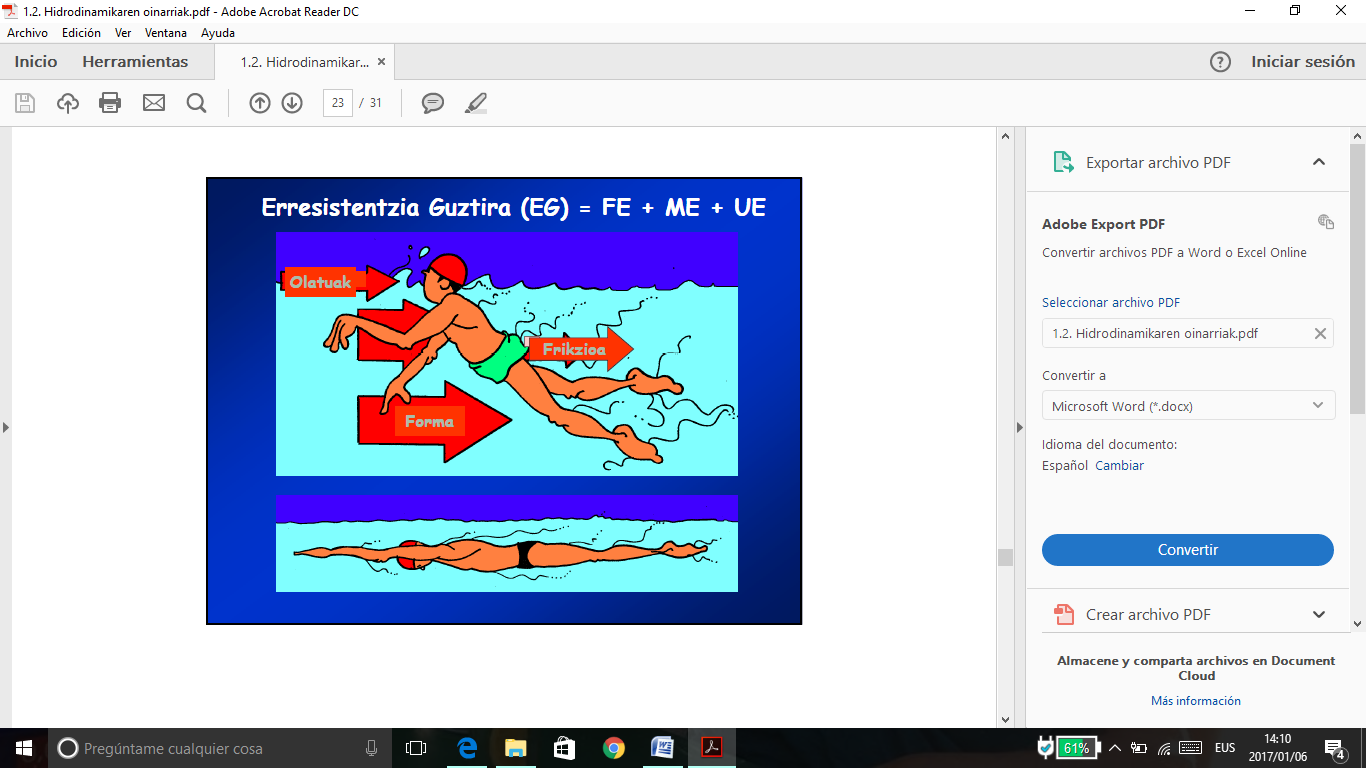 1.2. Hidrodinamikaren oinarriak.pdf - Adobe Acrobat Reader DC
Archivo Edición Ver Ventana Ayuda
Inicio Herramientas 1.2. Hidrodinamikar... × Iniciar sesión
23 / 31
Erresistentzia Guztira (EG) = FE + ME + UE
Olatuak
Frikzioa
Forma
Exportar archivo PDF
Adobe Export PDF
Convertir archivos PDF a Word o Excel Online
Seleccionar archivo PDF
1.2. Hidrodinamikaren oinarriak.pdf
Convertir a
Microsoft Word (*.docx)
Idioma del documento:
Español Cambiar
Convertir
Crear archivo PDF
Almacene y comparta archivos en Document
Cloud
Más información
Pregúntame cualquier cosa
61% EUS 14:10
2017/01/06 4